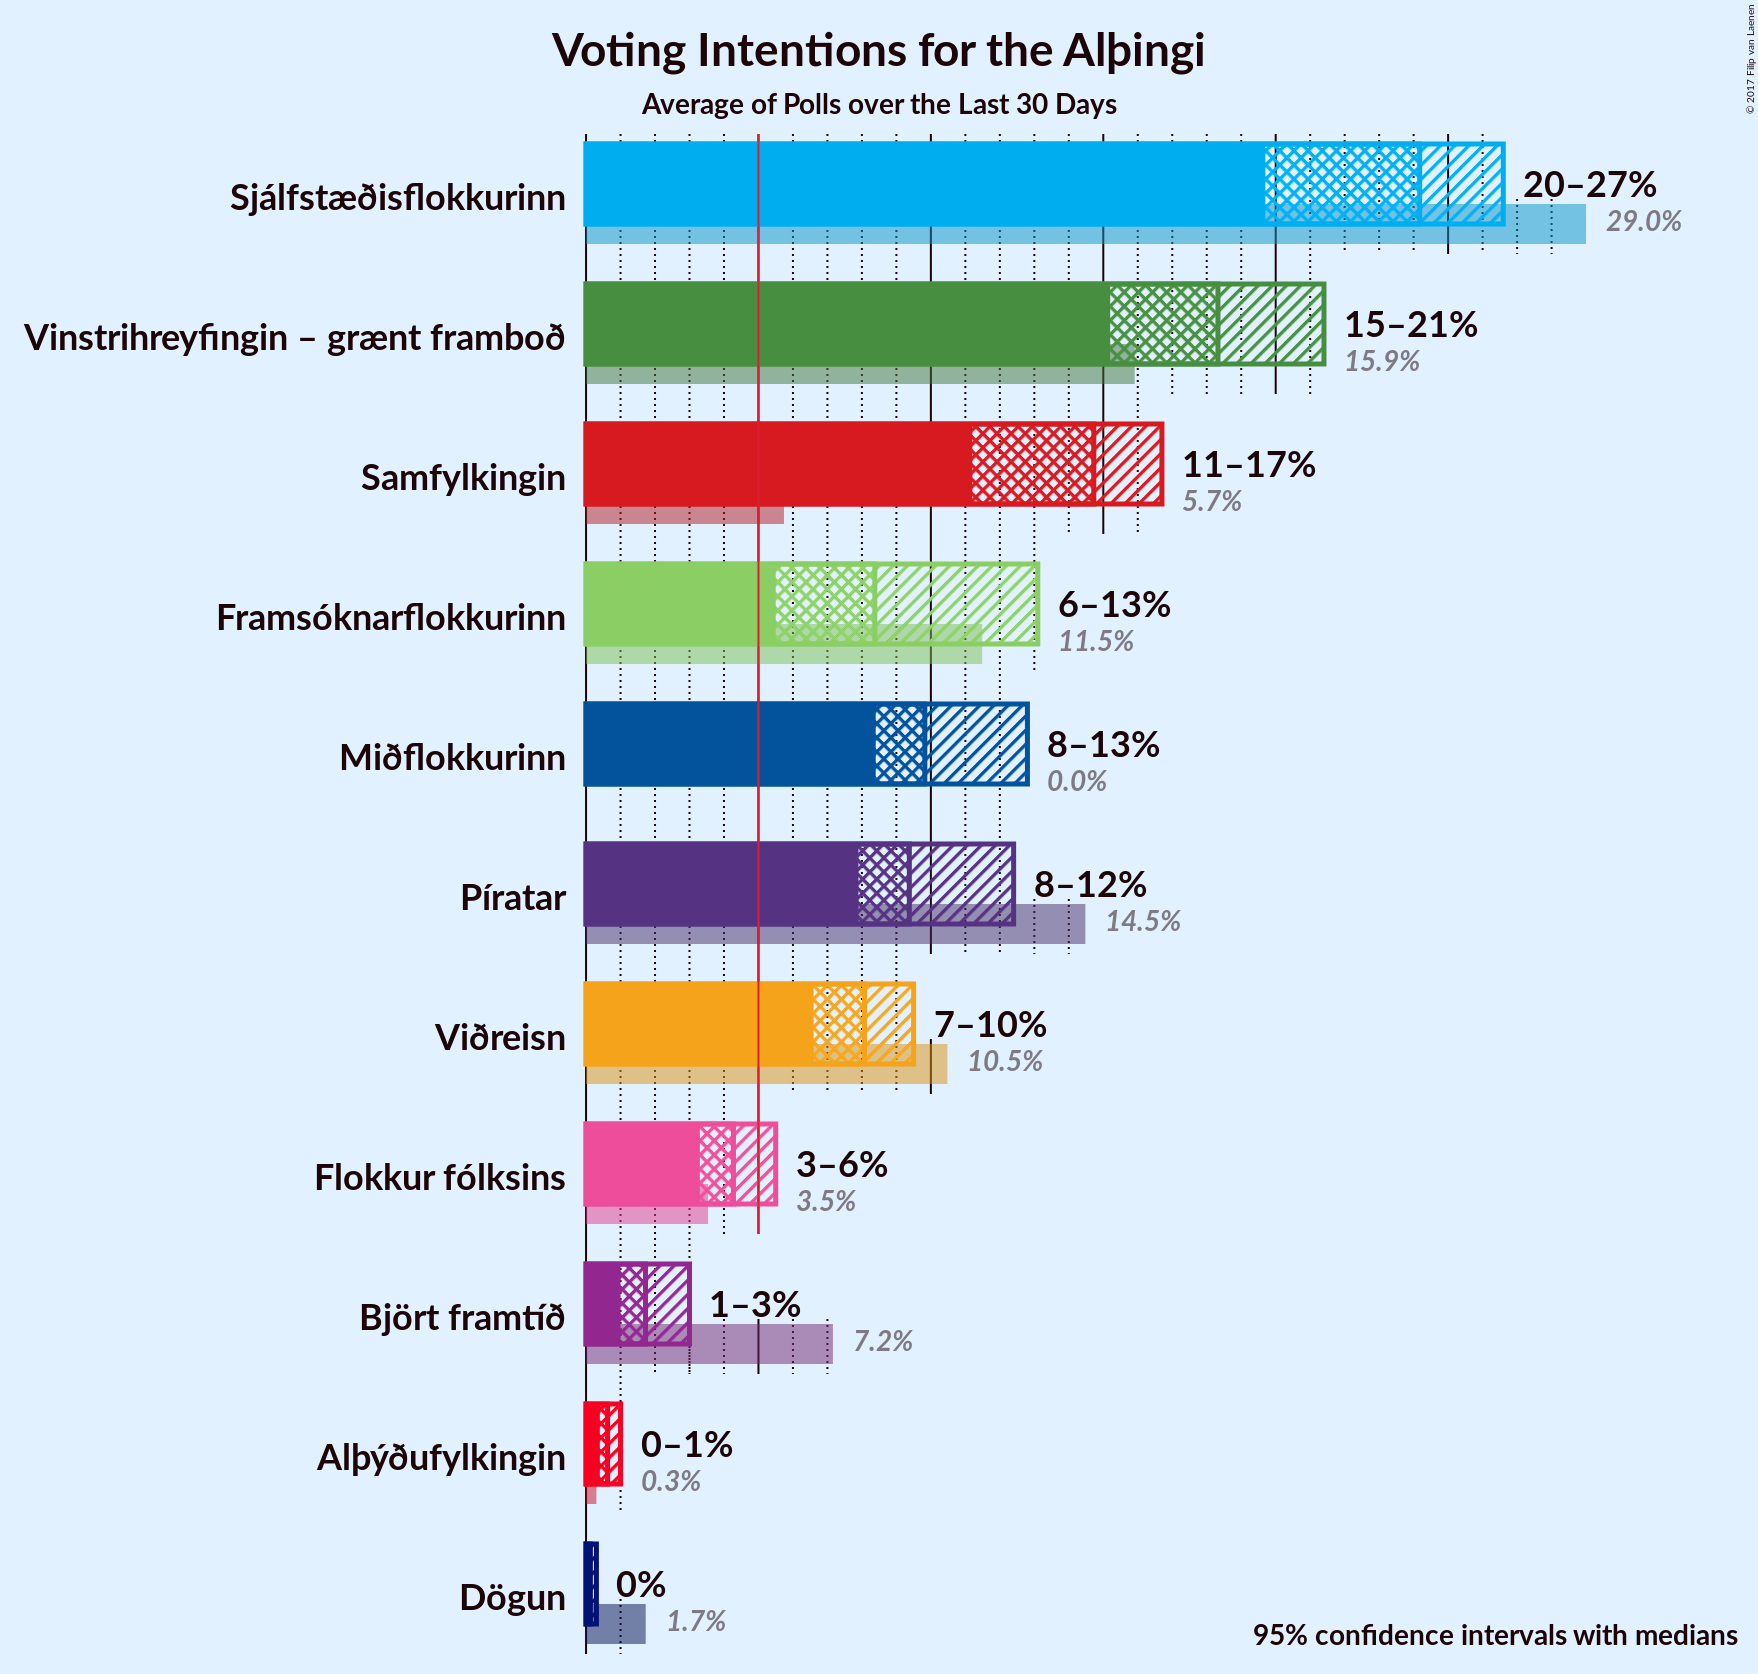 Voting Intentions for the Alþingi
Average of Polls over the Last 30 Days
© 2017 Filip van Laenen
Sjálfstæðisflokkurinn
20–27%
29.0%
Vinstrihreyfingin – grænt framboð
15–21%
15.9%
Samfylkingin
11–17%
5.7%
Framsóknarflokkurinn
6–13%
11.5%
Miðflokkurinn
8–13%
0.0%
Píratar
8–12%
14.5%
Viðreisn
7–10%
10.5%
Flokkur fólksins
3–6%
3.5%
Björt framtíð
1–3%
7.2%
Alþýðufylkingin
0–1%
0.3%
Dögun
0%
1.7%
95% confidence intervals with medians